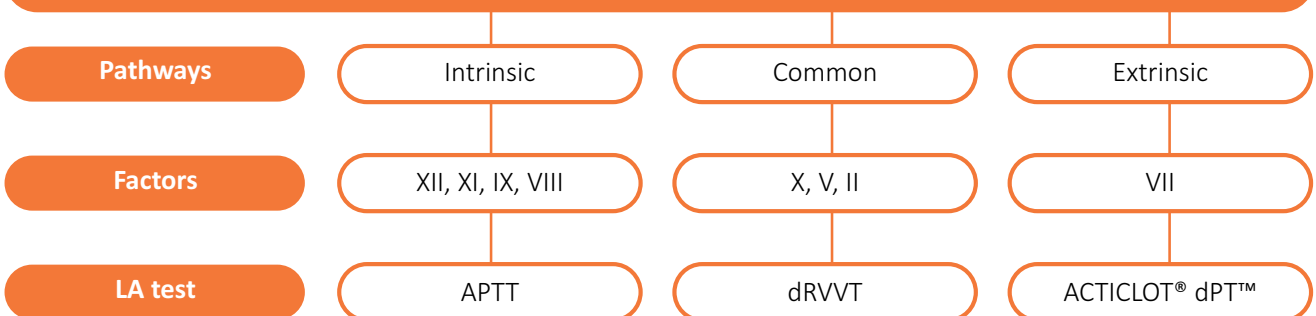 Pathways
Intrinsic
Common
Extrinsic
Factors
XII, XI, IX, VIII
X, V, II
VII
LA test
APTT
dRVVT
ACTICLOT® dPT™